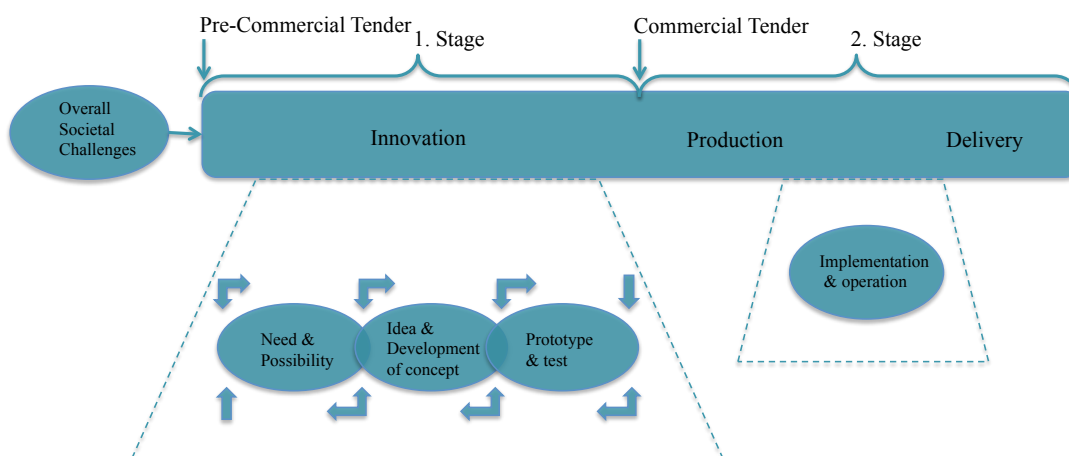 Pre-Commercial Tender
1. Stage
Commercial Tender
2. Stage
Overall
Societal
Challenges
Innovation
Production
Delivery
Implementation
& operation
Need &
Possibility
Idea &
Development
of concept
Prototype
& test